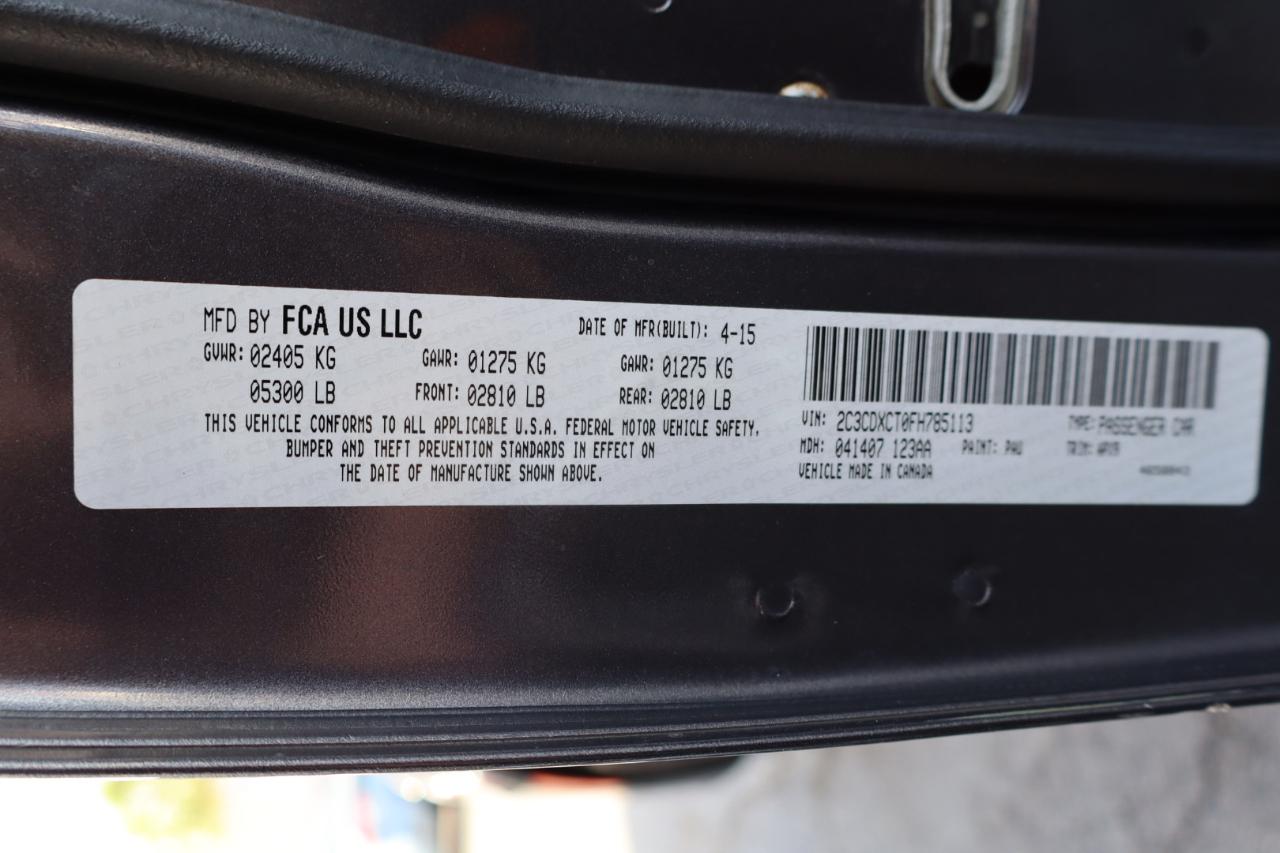 MFD BY FCA US LLC DATE OF MFR(BUILT): 4-15
GVWR: 02405 KG GAWR: 01275 KG GAWR: 01275 KG
05300 LB FRONT: 02810 LB REAR: 02810 LB
THIS VEHICLE CONFORMS TO ALL APPLICABLE U.S.A. FEDERAL MOTOR VEHICLE SAFETY,
BUMPER AND THEFT PREVENTION STANDARDS IN EFFECT ON
THE DATE OF MANUFACTURE SHOWN ABOVE.
VIN: 2C3CDXCT0FH785113 TYPE: PASSENGER CAR
MDH: 041407 123AA PAINT: PAU TRIM:
VEHICLE MADE IN CANADA